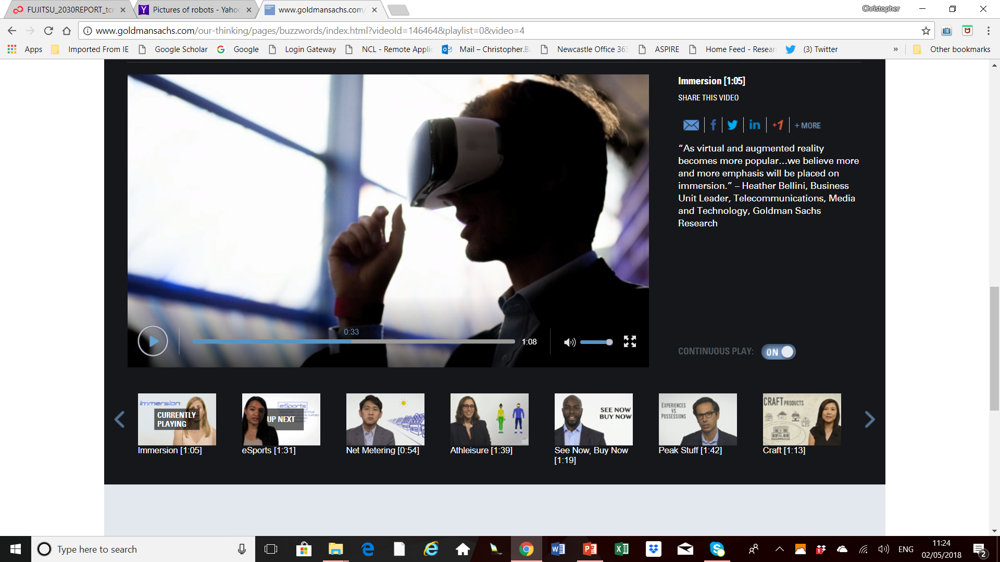 FUJITSU_2030REPORT_tcr
Pictures of robots - Yahoo
www.goldmansachs.com/
Christopher
www.goldmansachs.com/our-thinking/pages/buzzwords/index.html?videoId=146464&playlist=0&video=4
Apps
Imported From IE
Google Scholar
Google
Login Gateway
NCL - Remote Applic
Mail – Christopher.B
Newcastle Office 365
ASPIRE
Home Feed - Resear
(3) Twitter
»
Other bookmarks
Immersion [1:05]
SHARE THIS VIDEO
f
in
+1
+ MORE
“As virtual and augmented reality
becomes more popular…we believe more
and more emphasis will be placed on
immersion.” – Heather Bellini, Business
Unit Leader, Telecommunications, Media
and Technology, Goldman Sachs
Research
0:33
1:08
CONTINUOUS PLAY:
ON
Immersion
CURRENTLY
PLAYING
eSports
UP NEXT
SEE NOW
BUY NOW
EXPERIENCES
VS
POSSESSIONS
CRAFT PRODUCTS
Immersion [1:05]
eSports [1:31]
Net Metering [0:54]
Athleisure [1:39]
See Now, Buy Now
[1:19]
Peak Stuff [1:42]
Craft [1:13]
Type here to search
ENG
11:24
02/05/2018
2